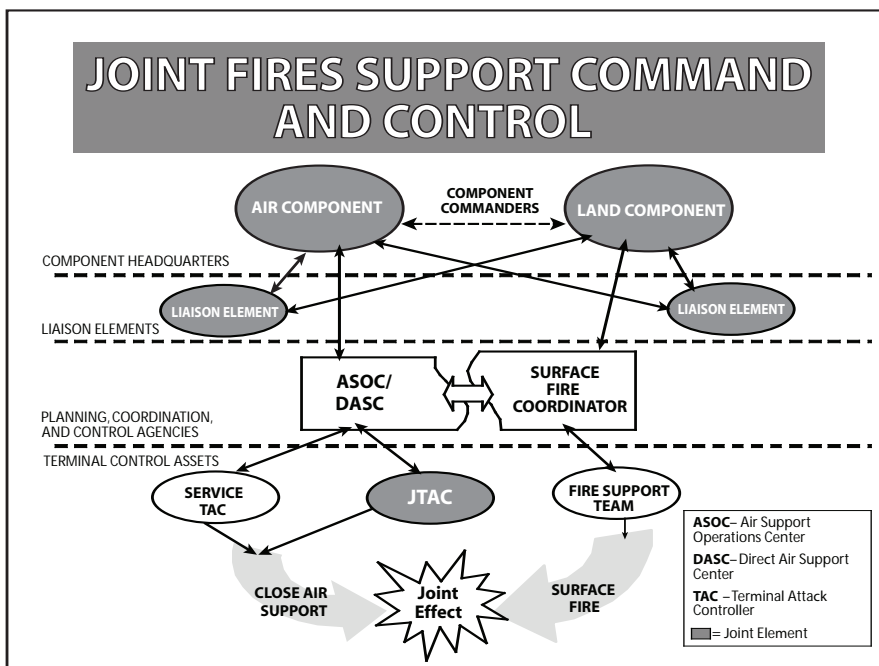 JOINT FIRES SUPPORT COMMAND
AND CONTROL
AIR COMPONENT
COMPONENT
COMMANDERS
LAND COMPONENT
COMPONENT HEADQUARTERS
LIAISON ELEMENT
LIAISON ELEMENT
LIAISON ELEMENTS
ASOC/
DASC
SURFACE
FIRE
COORDINATOR
PLANNING, COORDINATION,
AND CONTROL AGENCIES
TERMINAL CONTROL ASSETS
SERVICE
TAC
JTAC
FIRE SUPPORT
TEAM
CLOSE AIR
SUPPORT
Joint
Effect
SURFACE
FIRE
ASOC– Air Support
Operations Center
DASC– Direct Air Support
Center
TAC – Terminal Attack
Controller
= Joint Element